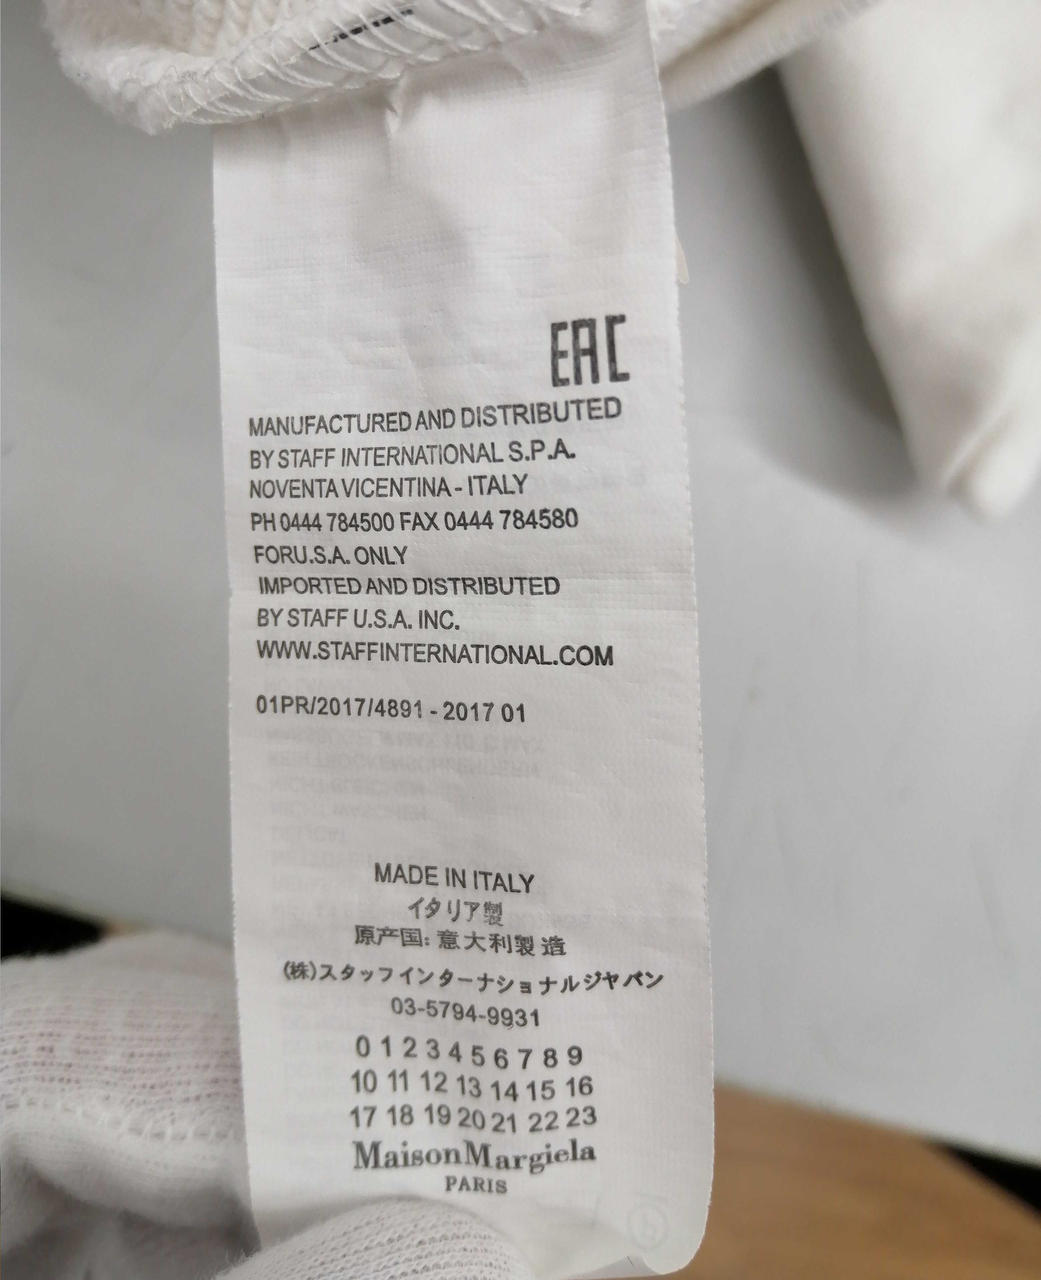 EAC
MANUFACTURED AND DISTRIBUTED
BY STAFF INTERNATIONAL S.P.A.
NOVENTA VICENTINA - ITALY
PH 0444 784500 FAX 0444 784580
FORU.S.A. ONLY
IMPORTED AND DISTRIBUTED
BY STAFF U.S.A. INC.
WWW.STAFFINTERNATIONAL.COM
01PR/2017/4891 - 2017 01
MADE IN ITALY
イタリア製
原产国: 意大利製造
(株)スタッフインターナショナルジャパン
03-5794-9931
0 1 2 3 4 5 6 7 8 9
10 11 12 13 14 15 16
17 18 19 20 21 22 23
Maison Margiela
PARIS